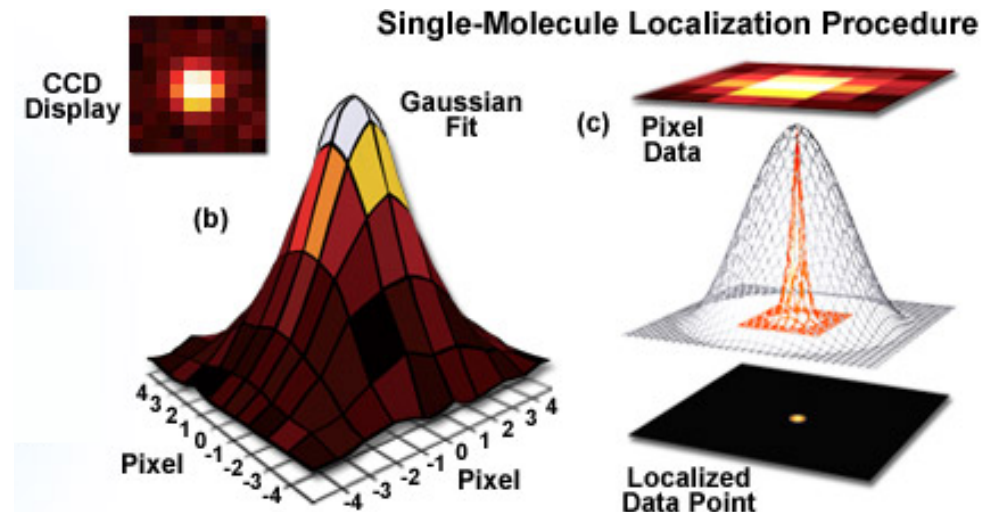 Single-Molecule Localization Procedure
CCD
Display
Gaussian
Fit
(b)
(c)
Pixel
Data
4
3
2
1
0
-1
-2
-3
-4
Pixel
-4
-3
-2
-1
0
1
2
3
4
Pixel
Localized
Data Point